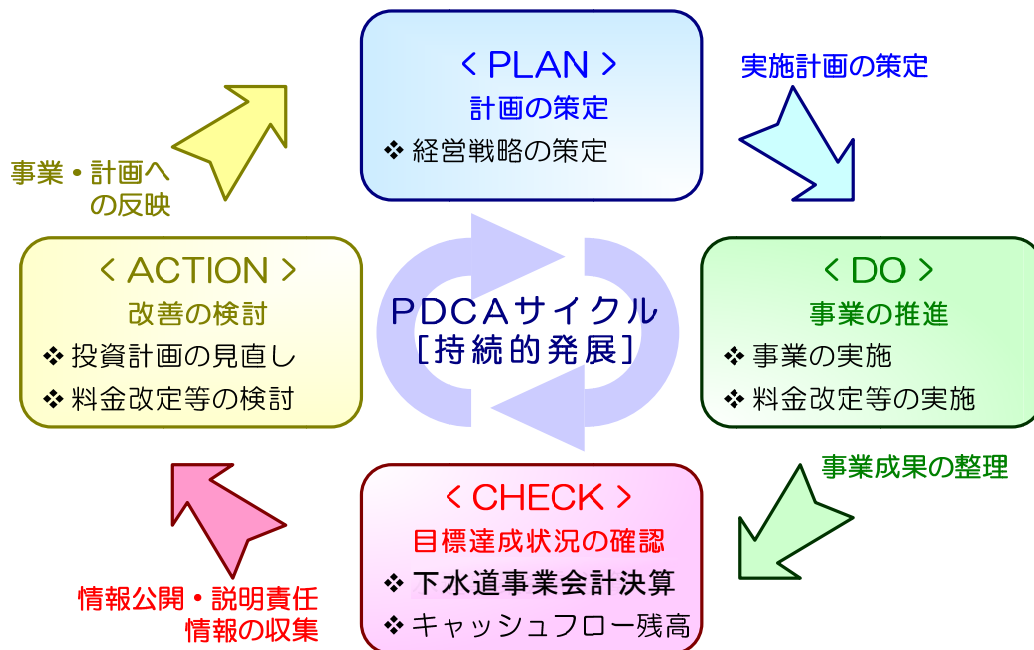 < PLAN >
計画の策定
❖ 経営戦略の策定
実施計画の策定
< DO >
事業の推進
❖ 事業の実施
❖ 料金改定等の実施
事業成果の整理
< CHECK >
目標達成状況の確認
❖ 下水道事業会計決算
❖ キャッシュフロー残高
情報公開・説明責任
情報の収集
< ACTION >
改善の検討
❖ 投資計画の見直し
❖ 料金改定等の検討
事業・計画へ
の反映
PDCAサイクル
[持続的発展]